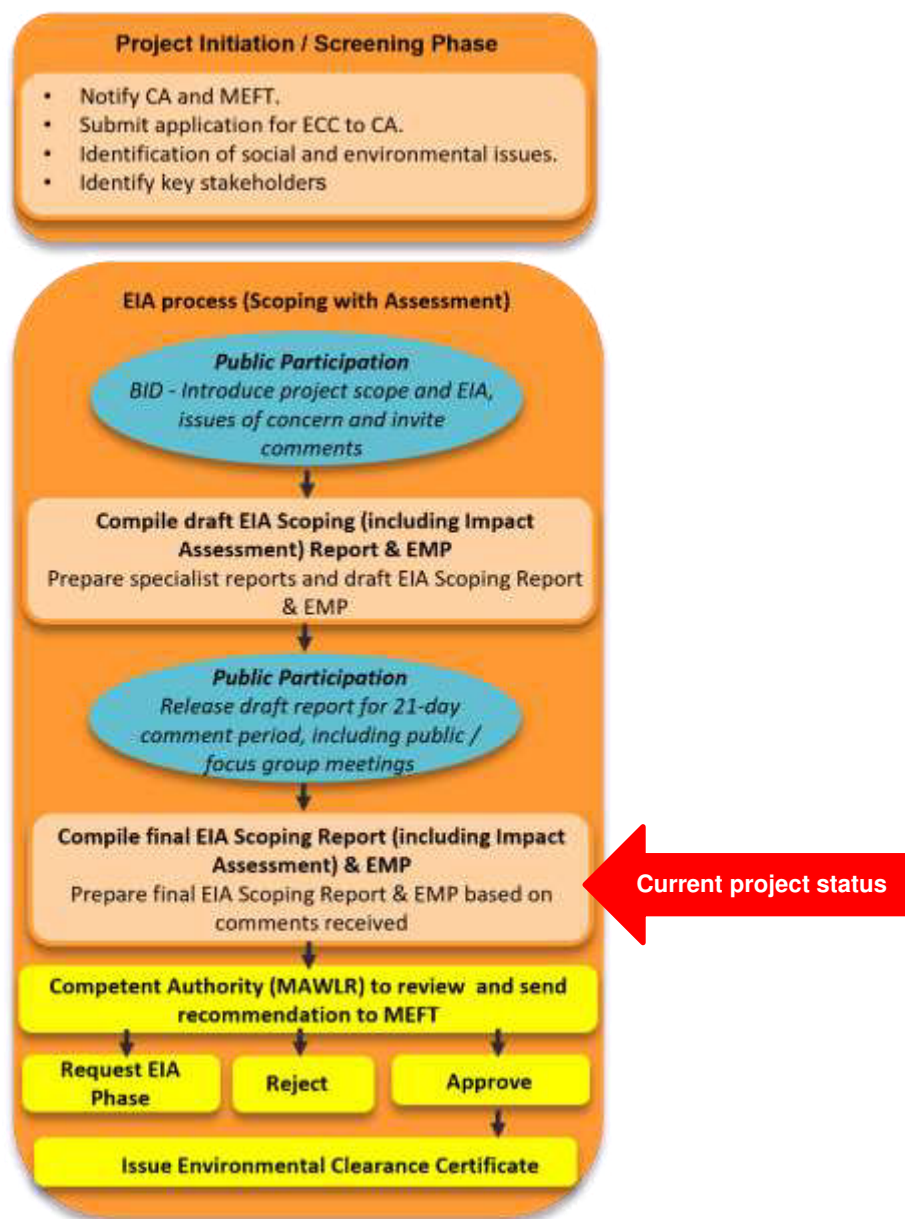 Project Initiation / Screening Phase
• Notify CA and MEFT.
• Submit application for ECC to CA.
• Identification of social and environmental issues.
• Identify key stakeholders
EIA process (Scoping with Assessment)
Public Participation
BID - Introduce project scope and EIA,
issues of concern and invite
comments
Compile draft EIA Scoping (including Impact
Assessment) Report & EMP
Prepare specialist reports and draft EIA Scoping Report
& EMP
Public Participation
Release draft report for 21-day
comment period, including public /
focus group meetings
Compile final EIA Scoping Report (including Impact
Assessment) & EMP
Prepare final EIA Scoping Report & EMP based on
comments received
Current project status
Competent Authority (MAWLR) to review and send
recommendation to MEFT
Request EIA
Phase
Reject
Approve
Issue Environmental Clearance Certificate